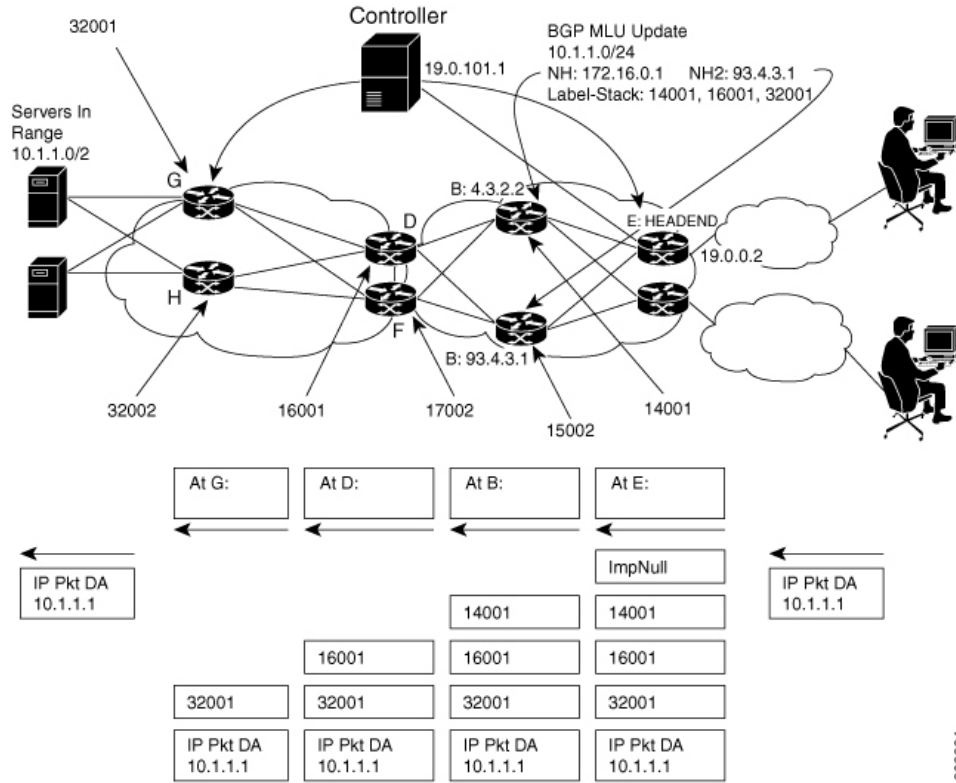 Controller
32001
19.0.101.1
BGP MLU Update
10.1.1.0/24
NH: 172.16.0.1 NH2: 93.4.3.1
Label-Stack: 14001, 16001, 32001
Servers In
Range
10.1.1.0/2
G
B: 4.3.2.2
D
E: HEADEND
19.0.0.2
H
F
B: 93.4.3.1
32002
16001
17002
15002
14001
At G:
At D:
At B:
At E:
ImpNull
IP Pkt DA
10.1.1.1
14001
14001
IP Pkt DA
10.1.1.1
16001
16001
16001
32001
32001
32001
32001
IP Pkt DA
10.1.1.1
IP Pkt DA
10.1.1.1
IP Pkt DA
10.1.1.1
IP Pkt DA
10.1.1.1